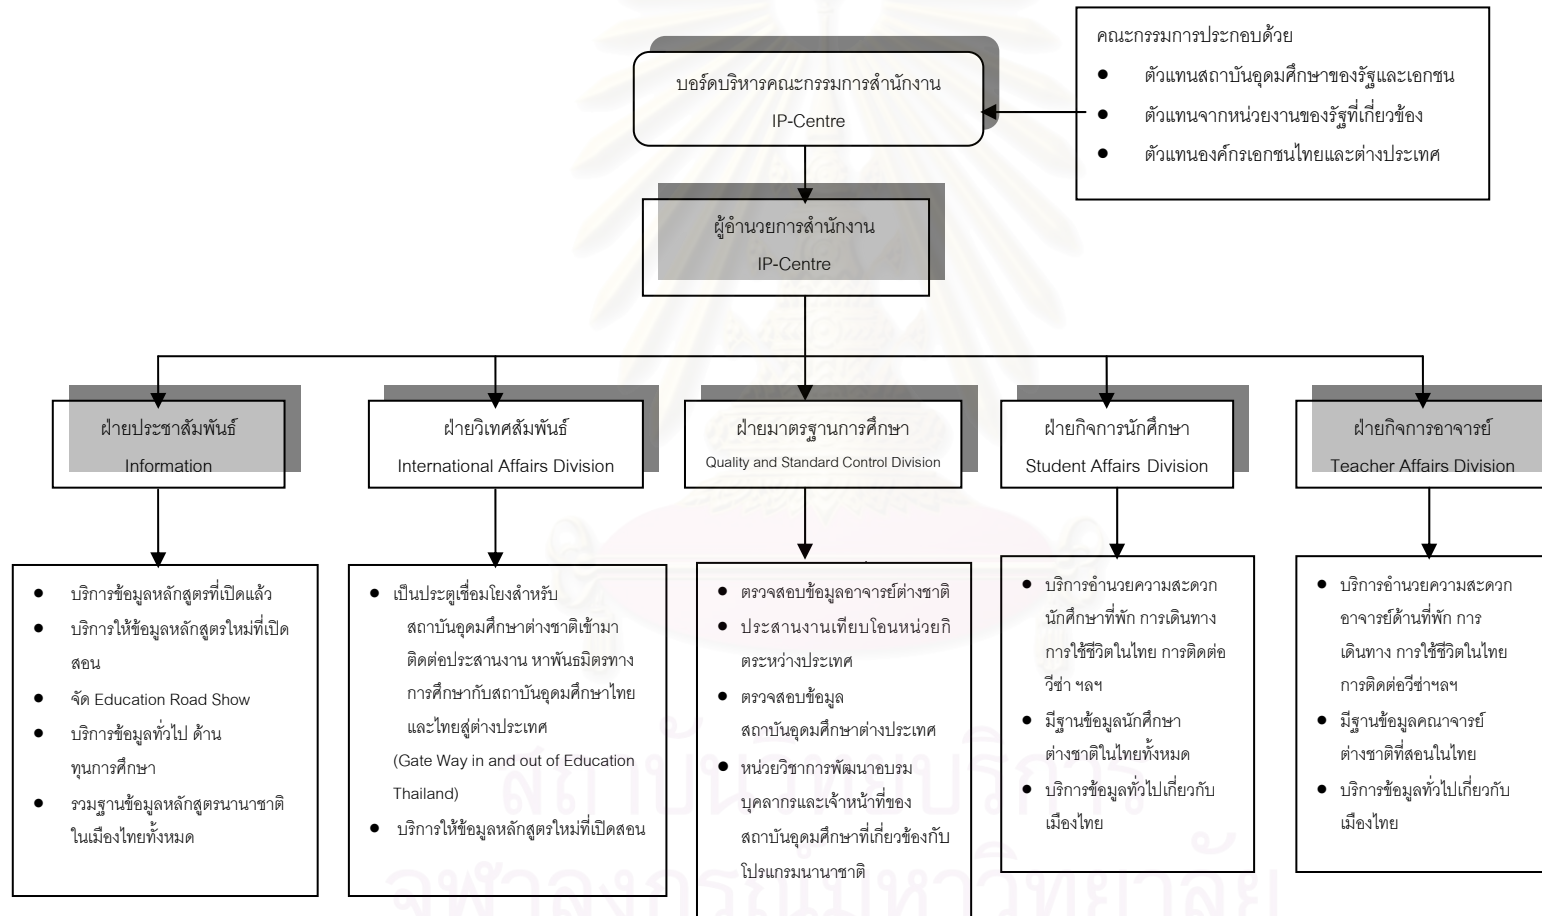 คณะกรรมการประกอบด้วย
● ตัวแทนสถาบันอุดมศึกษาของรัฐและเอกชน
● ตัวแทนจากหน่วยงานของรัฐที่เกี่ยวข้อง
● ตัวแทนองค์กรเอกชนไทยและต่างประเทศ
บอร์ดบริหารคณะกรรมการสำนักงาน
IP-Centre
ผู้อำนวยการสำนักงาน
IP-Centre
ฝ่ายประชาสัมพันธ์
Information
ฝ่ายวิเทศสัมพันธ์
International Affairs Division
ฝ่ายมาตรฐานการศึกษา
Quality and Standard Control Division
ฝ่ายกิจการนักศึกษา
Student Affairs Division
ฝ่ายกิจการอาจารย์
Teacher Affairs Division
● บริการข้อมูลหลักสูตรที่เปิดแล้ว
● บริการให้ข้อมูลหลักสูตรใหม่ที่เปิด
สอน
● จัด Education Road Show
● บริการข้อมูลทั่วไป ด้าน
ทุนการศึกษา
● รวมฐานข้อมูลหลักสูตรนานาชาติ
ในเมืองไทยทั้งหมด
● เป็นประตูเชื่อมโยงสำหรับ
สถาบันอุดมศึกษาต่างชาติเข้ามา
ติดต่อประสานงาน หาพันธมิตรทาง
การศึกษากับสถาบันอุดมศึกษาไทย
และไทยสู่ต่างประเทศ
(Gate Way in and out of Education
Thailand)
● บริการให้ข้อมูลหลักสูตรใหม่ที่เปิดสอน
● ตรวจสอบข้อมูลอาจารย์ต่างชาติ
● ประสานงานเทียบโอนหน่วยกิ
ตระหว่างประเทศ
● ตรวจสอบข้อมูล
สถาบันอุดมศึกษาต่างประเทศ
● หน่วยวิชาการพัฒนาอบรม
บุคลากรและเจ้าหน้าที่ของ
สถาบันอุดมศึกษาที่เกี่ยวข้องกับ
โปรแกรมนานาชาติ
● บริการอำนวยความสะดวก
นักศึกษาที่พัก การเดินทาง
การใช้ชีวิตในไทย การติดต่อ
วีซ่า ฯลฯ
● มีฐานข้อมูลนักศึกษา
ต่างชาติในไทยทั้งหมด
● บริการข้อมูลทั่วไปเกี่ยวกับ
เมืองไทย
● บริการอำนวยความสะดวก
อาจารย์ด้านที่พัก การ
เดินทาง การใช้ชีวิตในไทย
การติดต่อวีซ่าฯลฯ
● มีฐานข้อมูลคณาจารย์
ต่างชาติที่สอนในไทย
● บริการข้อมูลทั่วไปเกี่ยวกับ
เมืองไทย
สถาบันวิทยบริการ
จุฬาลงกรณ์มหาวิทยาลัย